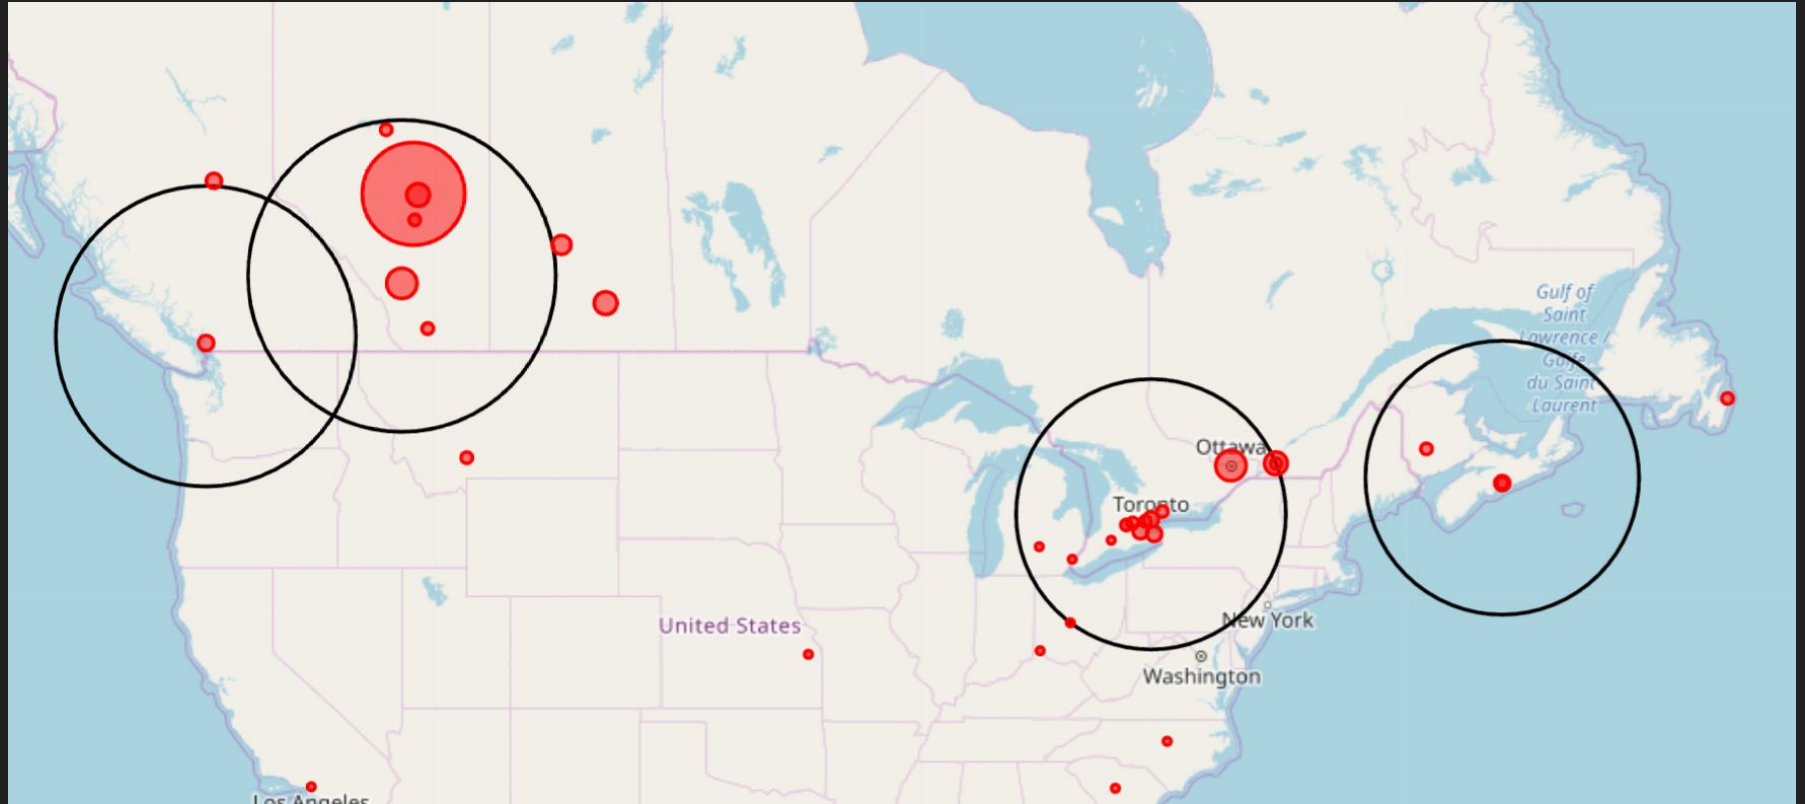 Gulf of
Saint
Lawrence /
Golfe
du Saint-
Laurent
Ottawa
Toronto
New York
United States
Washington
Los Angeles